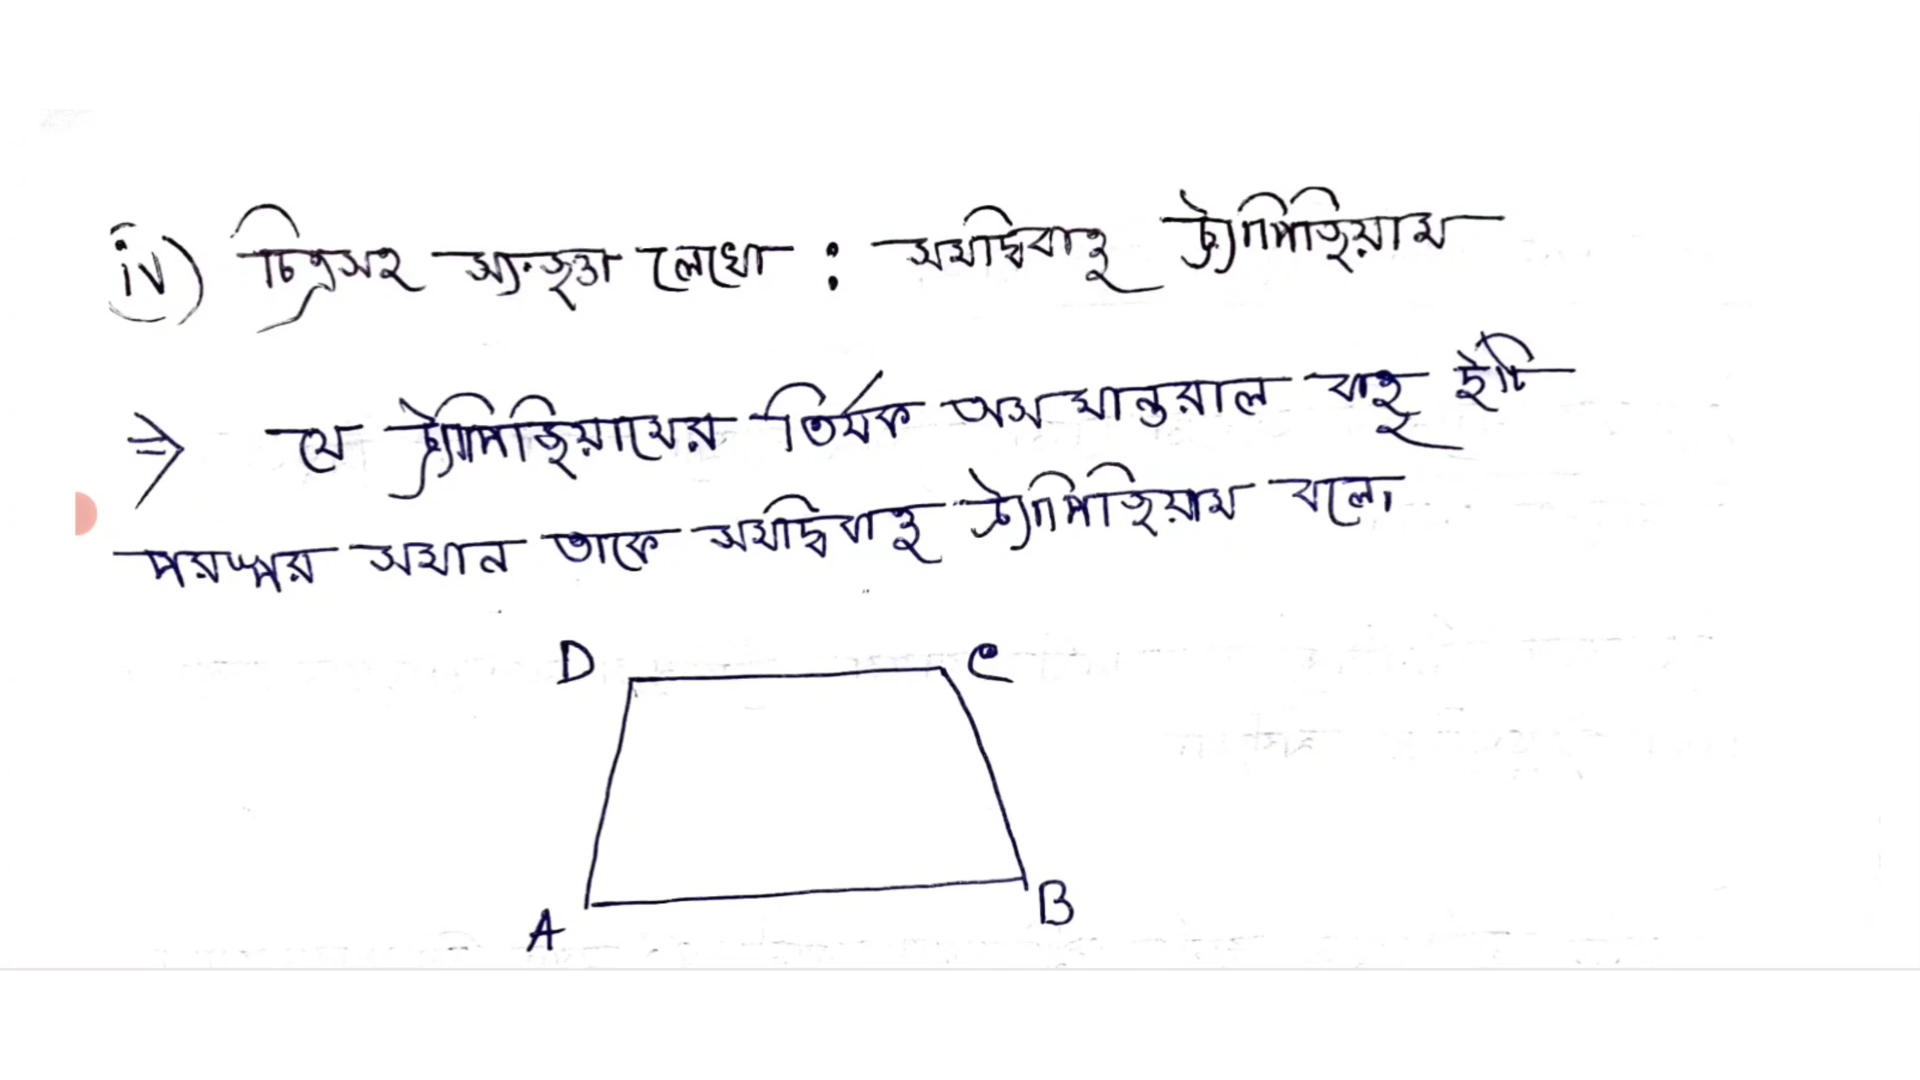 iv) চিত্রসহ সংজ্ঞা লেখো : সমদ্বিবাহু ট্রাপিজিয়াম
⇒ যে ট্রাপিজিয়ামের তির্যক অসমান্তরাল বাহু দুটি
পরস্পর সমান তাকে সমদ্বিবাহু ট্রাপিজিয়াম বলে।
D C
A B